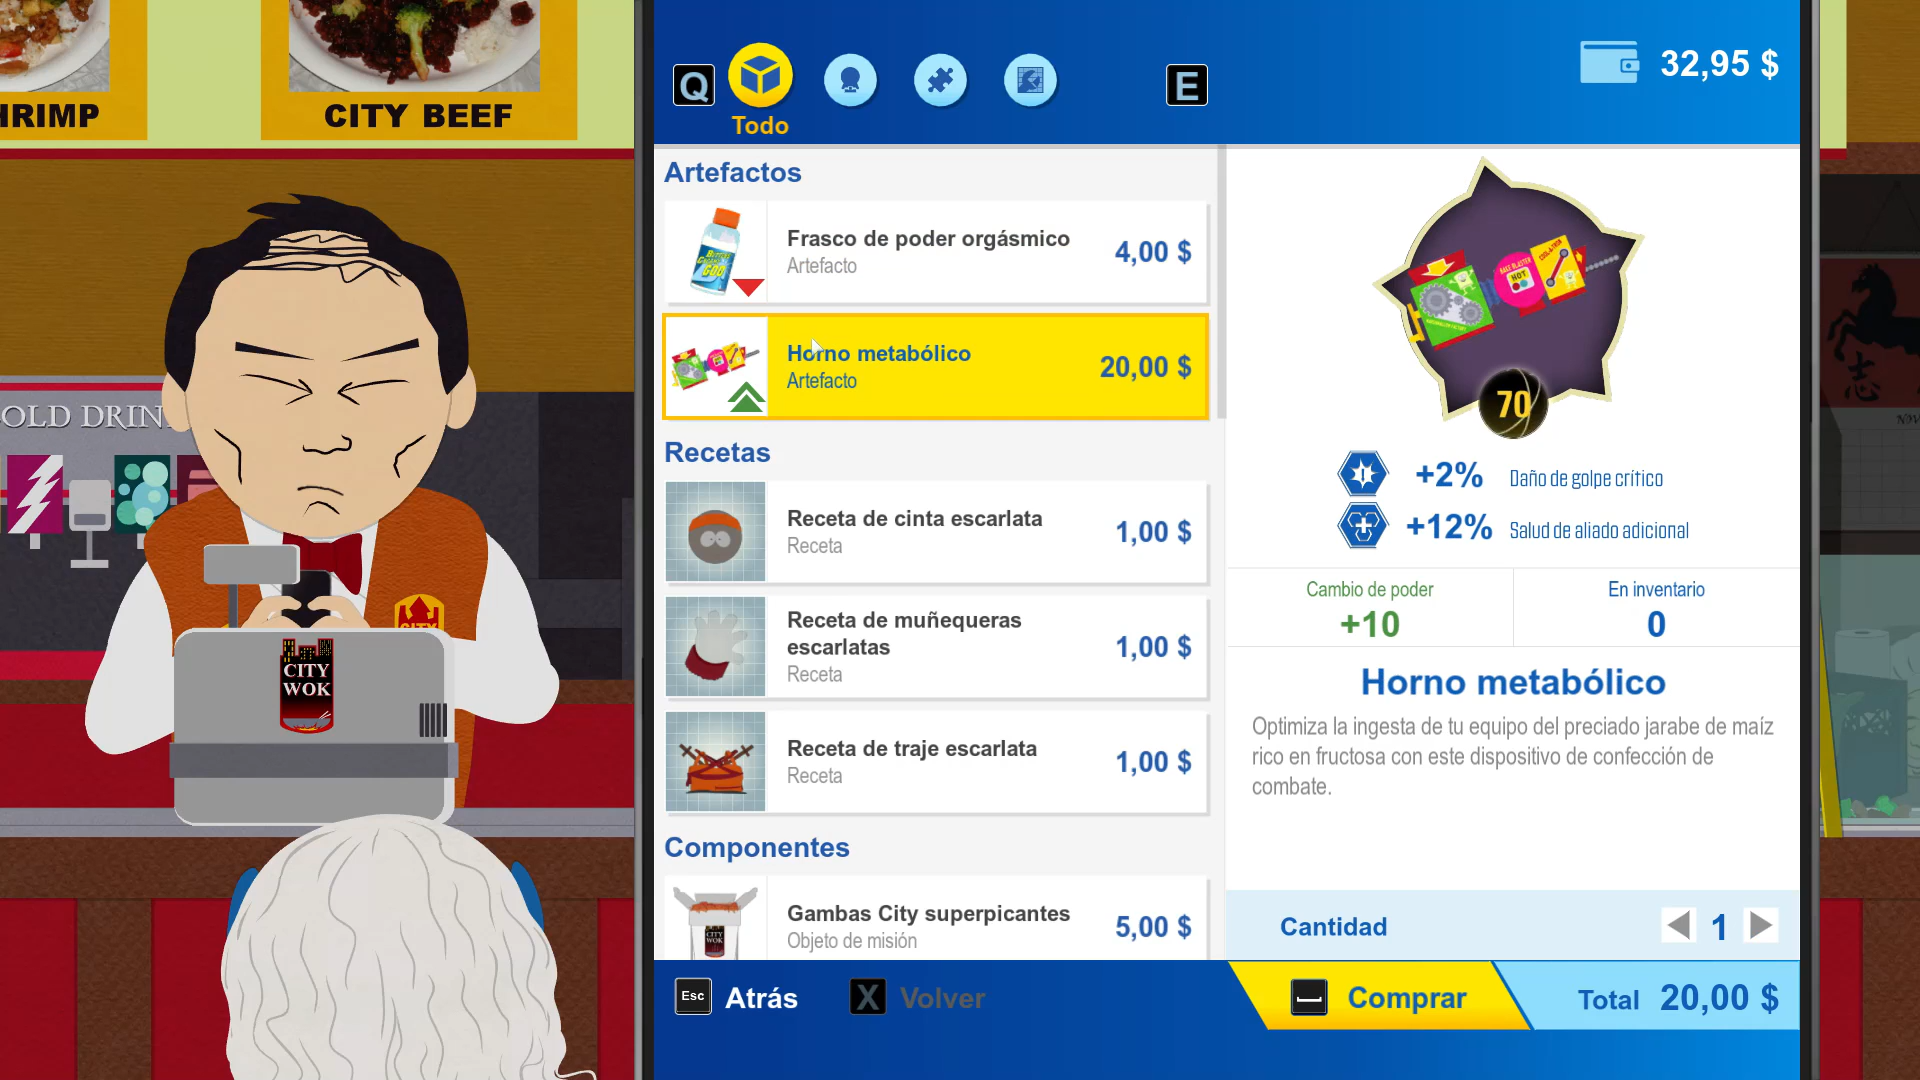 HRIMP
CITY BEEF
OLD DRIN
CITY
CITY
WOK
Q
Todo
E
32,95 $
Artefactos
Frasco de poder orgásmico
Artefacto
4,00 $
Horno metabólico
Artefacto
20,00 $
Recetas
Receta de cinta escarlata
Receta
1,00 $
Receta de muñequeras
escarlatas
Receta
1,00 $
Receta de traje escarlata
Receta
1,00 $
Componentes
Gambas City superpicantes
Objeto de misión
5,00 $
CITY
WOK
HOT
70
+2% Daño de golpe crítico
+12% Salud de aliado adicional
Cambio de poder
+10
En inventario
0
Horno metabólico
Optimiza la ingesta de tu equipo del preciado jarabe de maíz
rico en fructosa con este dispositivo de confección de
combate.
Cantidad
1
Esc Atrás
X Volver
Comprar
Total 20,00 $
志